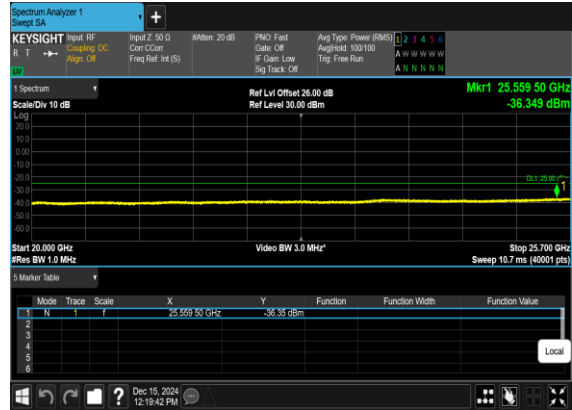 Spectrum Analyzer 1
Swept SA
+
KEYSIGHT Input: RF Input Z: 50 Ω #Atten: 20 dB PNO: Fast Avg Type: Power (RMS) 1 2 3 4 5 6
R T Coupling: DC Corr CCorr Gate: Off Avg|Hold: 100/100 A W W W W W
Align: Off Freq Ref: Int (S) IF Gain: Low Trig: Free Run
Sig Track: Off A N N N N N
1 Spectrum Ref Lvl Offset 26.00 dB Mkr1 25.559 50 GHz
Scale/Div 10 dB Ref Level 30.00 dBm -36.349 dBm
Log
20.0
10.0
0.00
-10.0
-20.0
DL1 25.00
-30.0
1
-40.0
-50.0
-60.0
Start 20.000 GHz Video BW 3.0 MHz* Stop 25.700 GHz
#Res BW 1.0 MHz Sweep 10.7 ms (40001 pts)
5 Marker Table
Mode Trace Scale X Y Function Function Width Function Value
1 N 1 f 25.559 50 GHz -36.35 dBm
2
3
4
5
6
Local
? Dec 15, 2024
12:19:42 PM